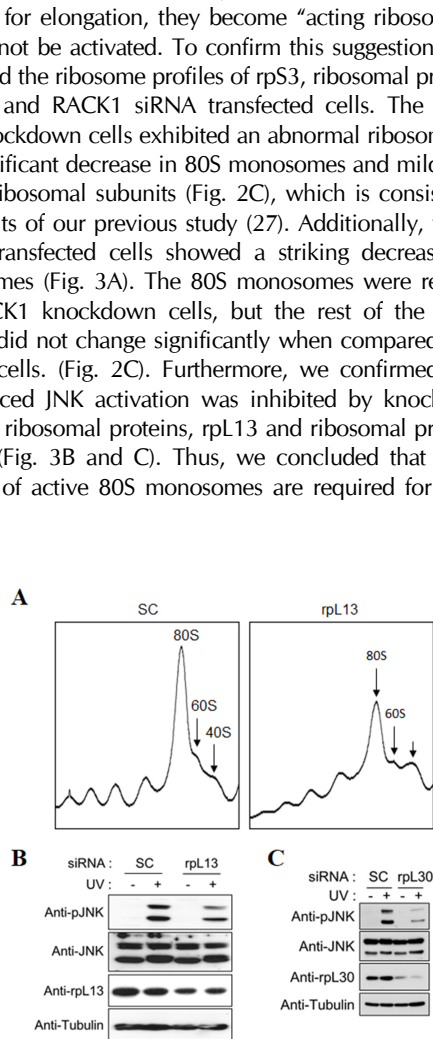 for elongation, they become “acting riboso
not be activated. To confirm this suggestion
d the ribosome profiles of rpS3, ribosomal pr
and RACK1 siRNA transfected cells. The
ockdown cells exhibited an abnormal riboson
ificant decrease in 80S monosomes and mild
ibosomal subunits (Fig. 2C), which is consis
ts of our previous study (27). Additionally,
ransfected cells showed a striking decreas
mes (Fig. 3A). The 80S monosomes were re
CK1 knockdown cells, but the rest of the
did not change significantly when compared
cells. (Fig. 2C). Furthermore, we confirmed
ced JNK activation was inhibited by knock
ribosomal proteins, rpL13 and ribosomal pr
(Fig. 3B and C). Thus, we concluded that
of active 80S monosomes are required for
A
SC
rpL13
80S
60S
40S
80S
60S
B
siRNA : SC rpL13
UV : - + - +
Anti-pJNK
Anti-JNK
Anti-rpL13
Anti-Tubulin
C
siRNA : SC rpL30
UV : - + - +
Anti-pJNK
Anti-JNK
Anti-rpL30
Anti-Tubulin